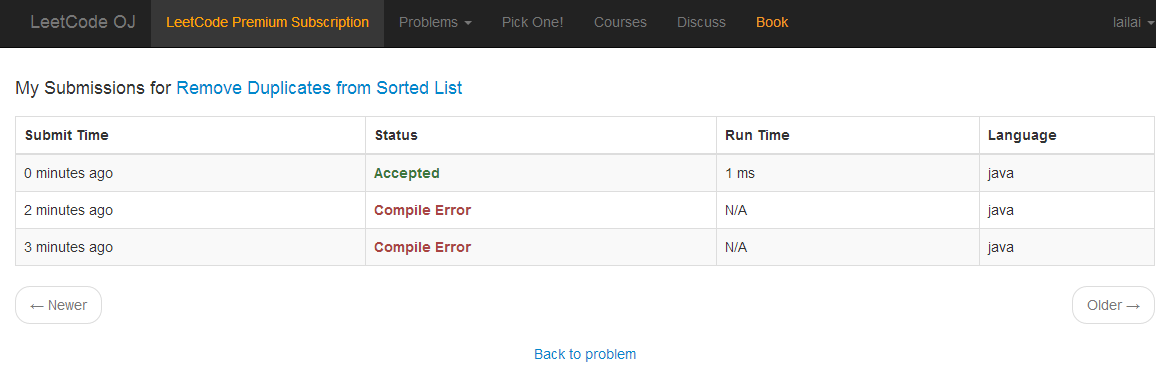 LeetCode OJ LeetCode Premium Subscription Problems Pick One! Courses Discuss Book lailai
My Submissions for Remove Duplicates from Sorted List
Submit Time Status Run Time Language
0 minutes ago Accepted 1 ms java
2 minutes ago Compile Error N/A java
3 minutes ago Compile Error N/A java
← Newer Older →
Back to problem